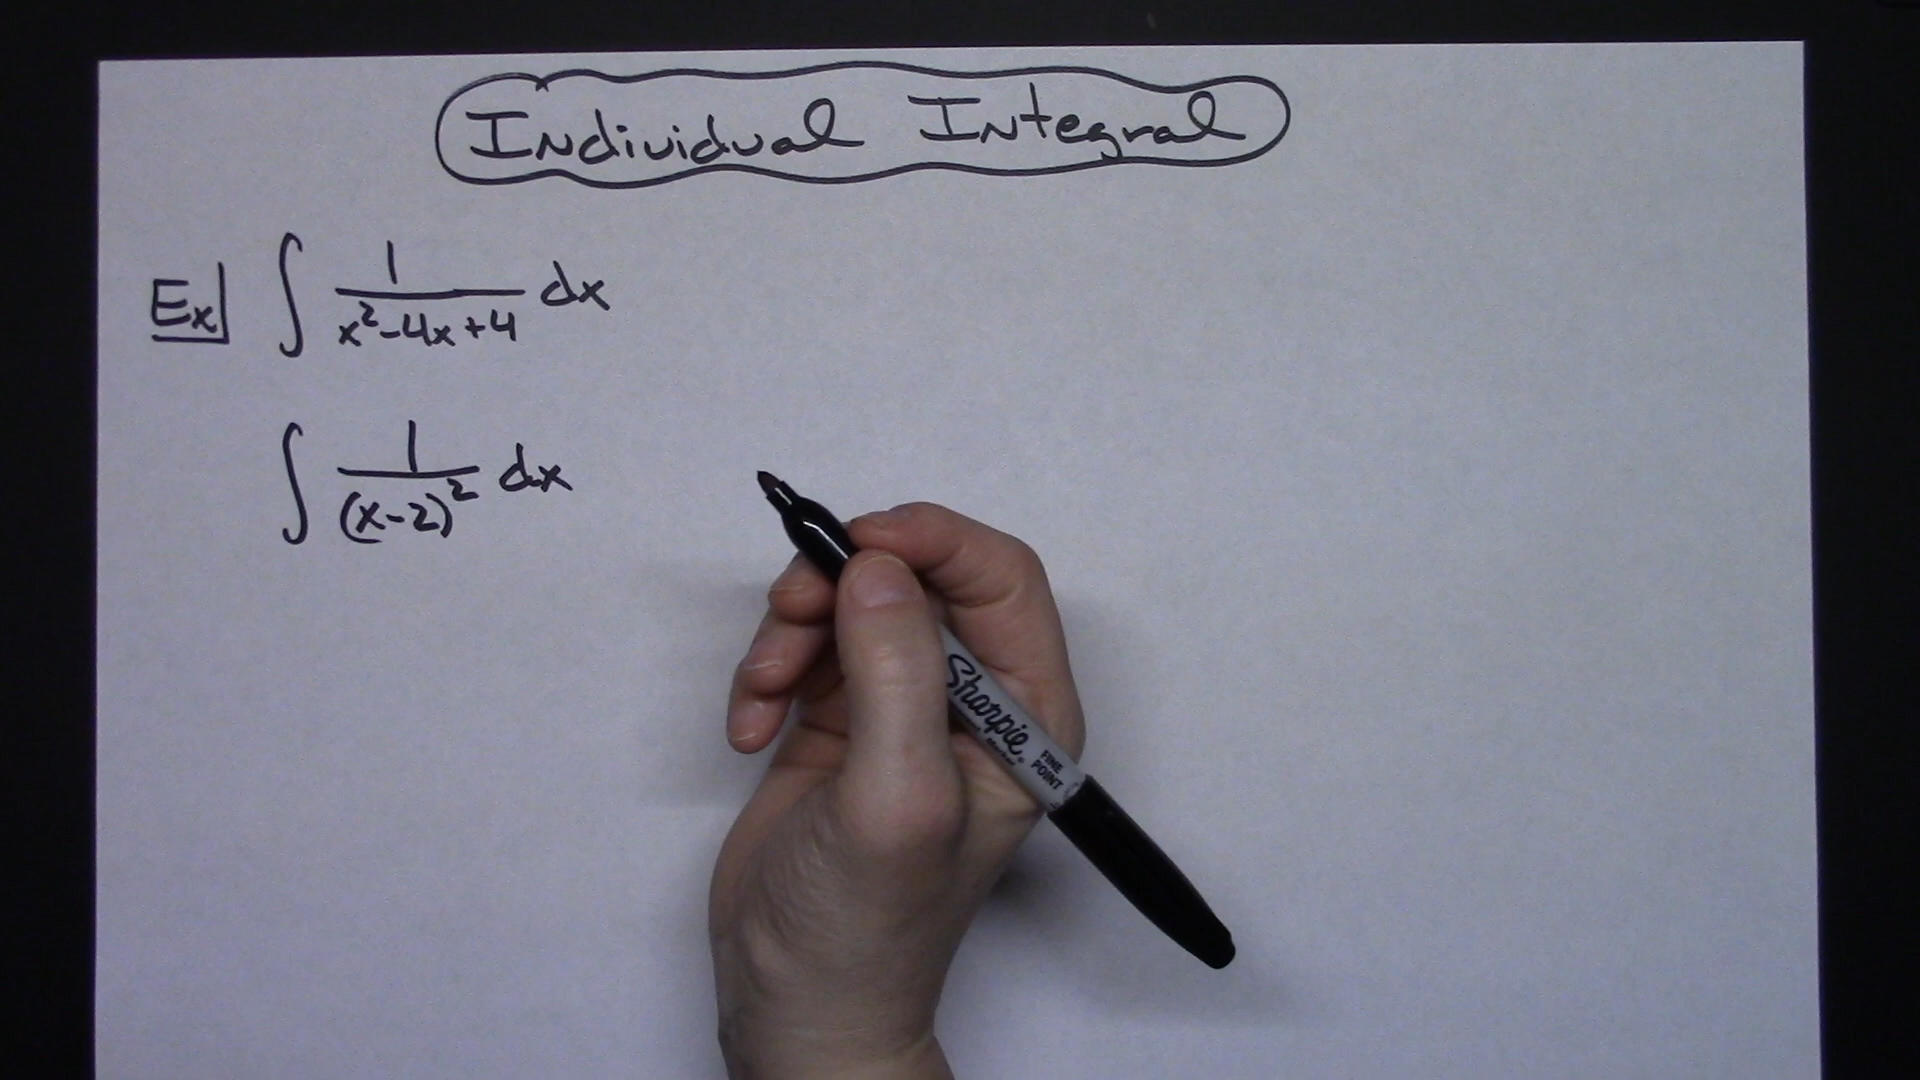 Individual Integral
Ex ∫ 1/(x²-4x+4) dx
∫ 1/(x-2)² dx
Sharpie
FINE
POINT